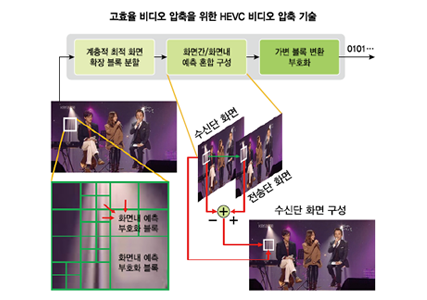 고효율 비디오 압축을 위한 HEVC 비디오 압축 기술
계층적 최적 화면
확장 블록 분할
화면간/화면내
예측 혼합 구성
가변 블록 변환
부호화
0101…
수신단 화면
전송단 화면
− +
화면내 예측
부호화 블록
화면내 예측
부호화 블록
수신단 화면 구성